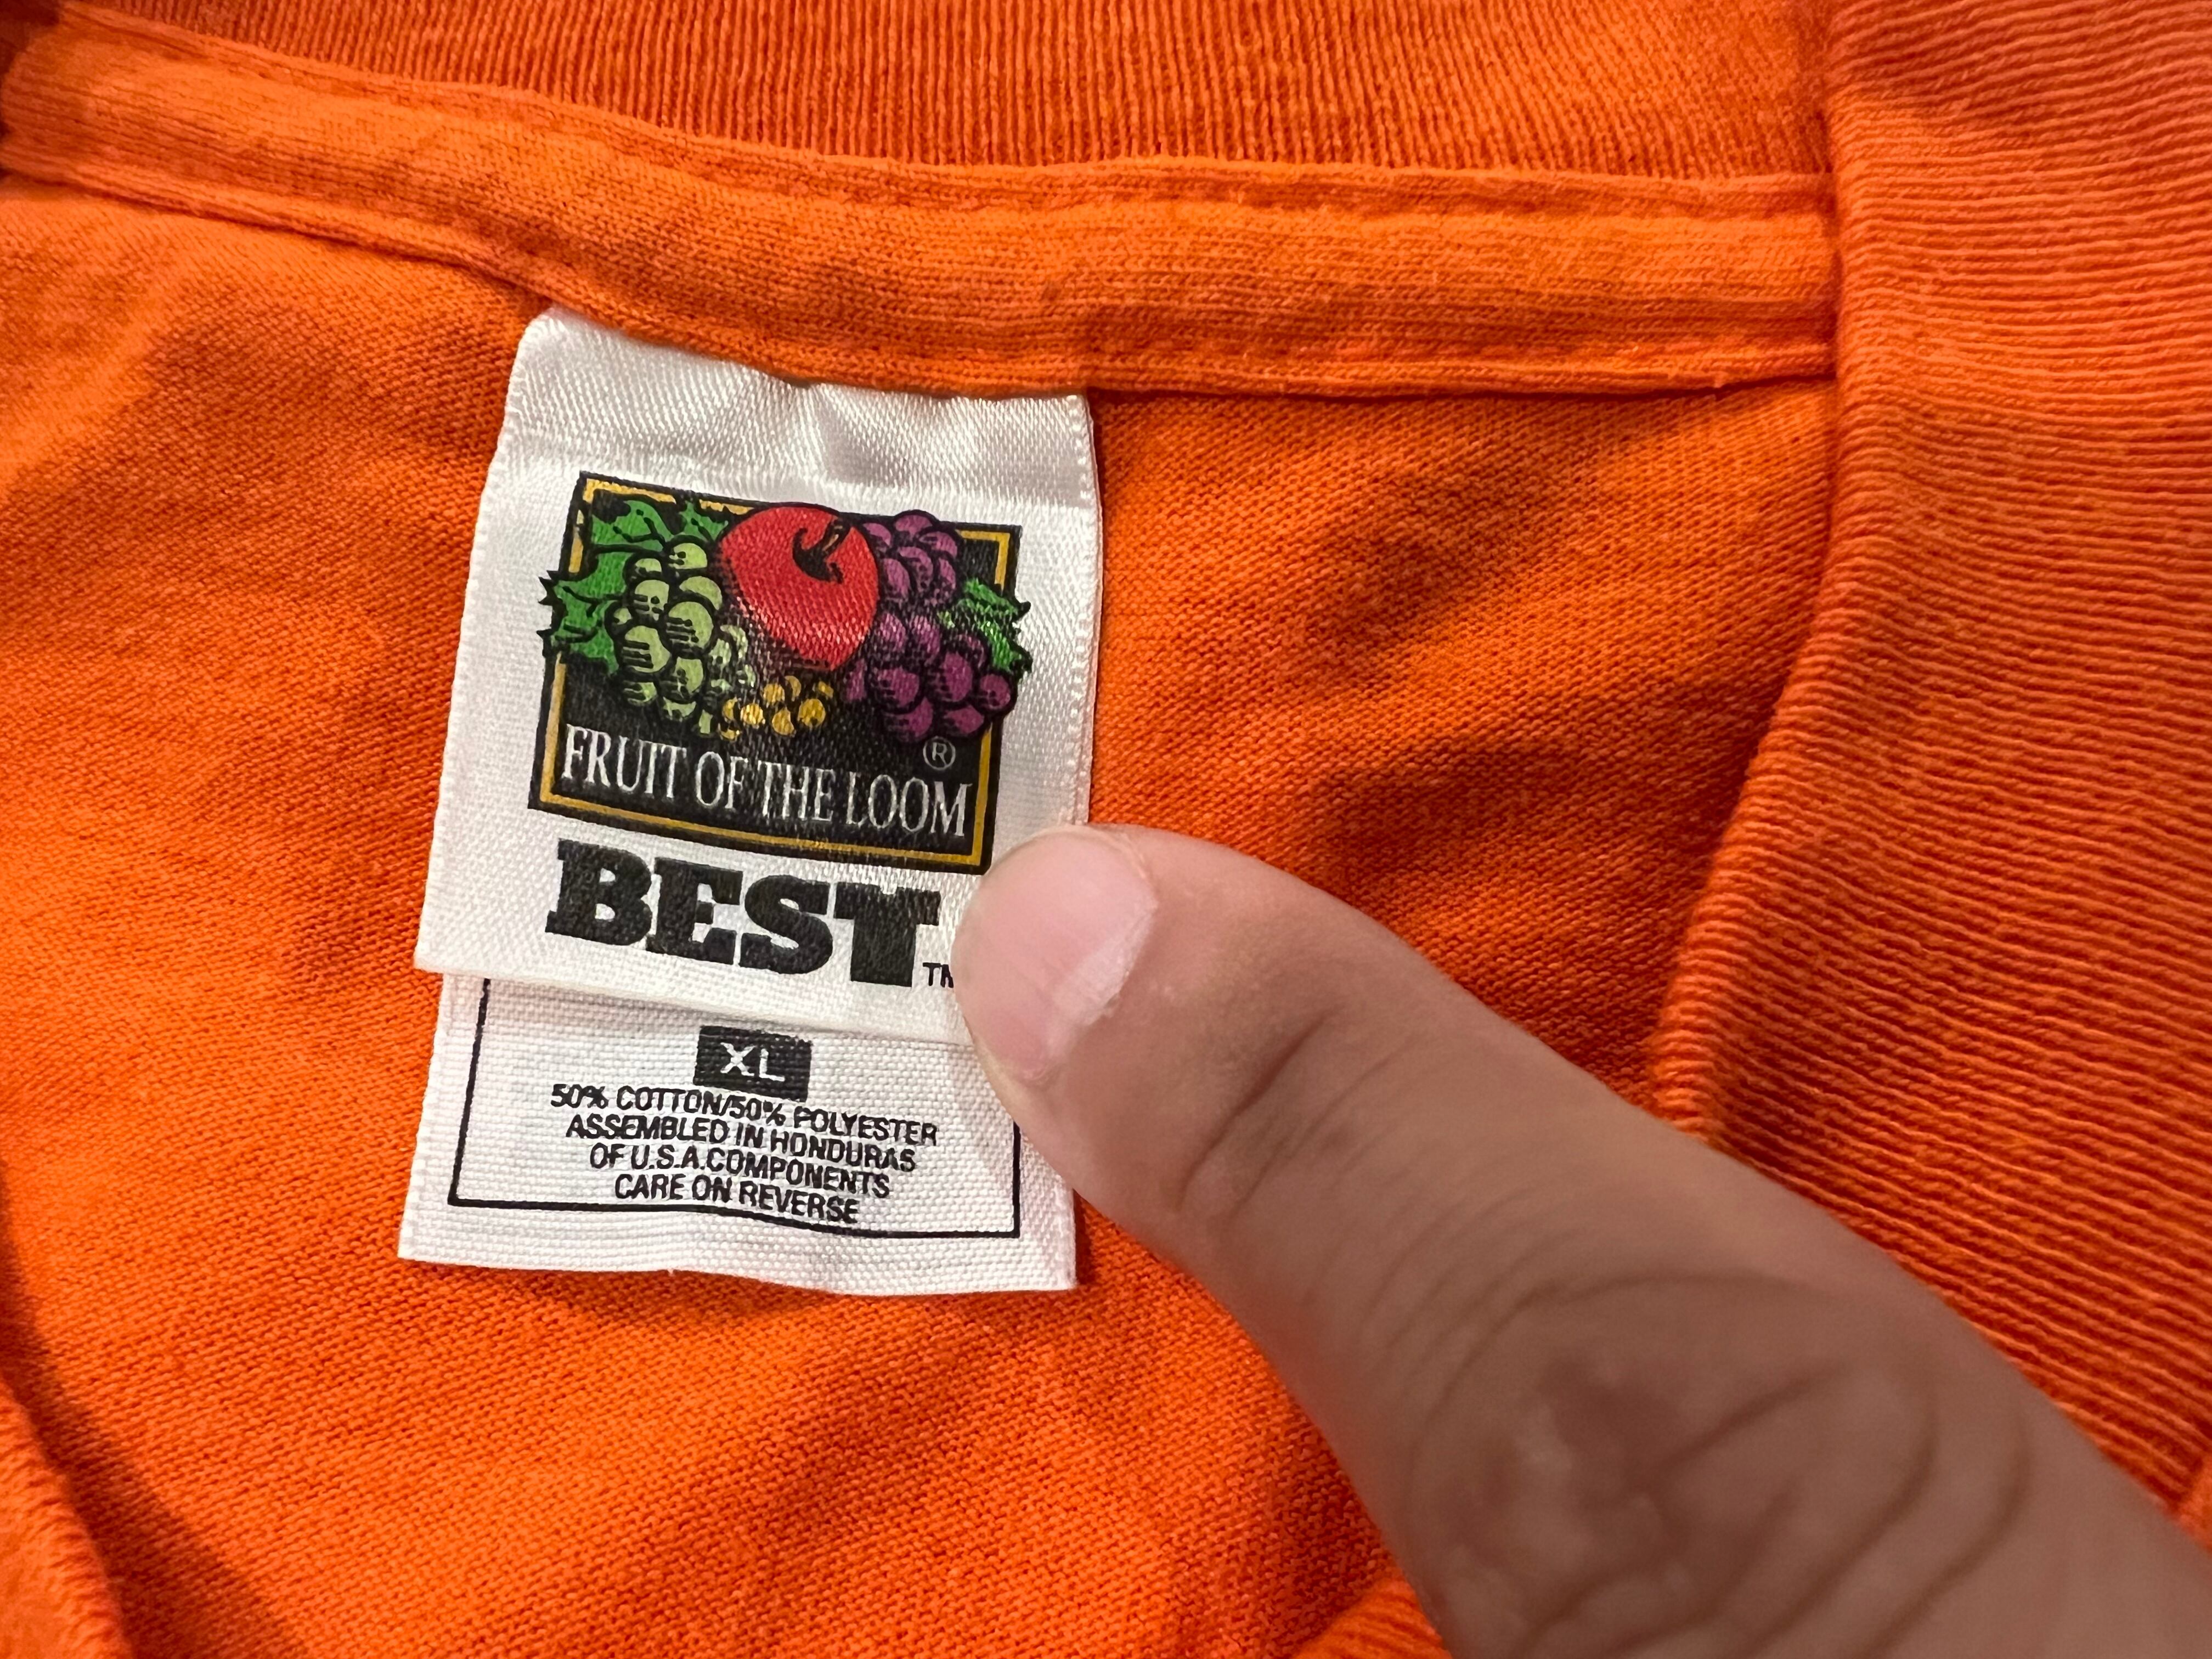 FRUIT OF THE LOOM ®
BEST
TM
XL
50% COTTON/50% POLYESTER
ASSEMBLED IN HONDURAS
OF U.S.A.COMPONENTS
CARE ON REVERSE